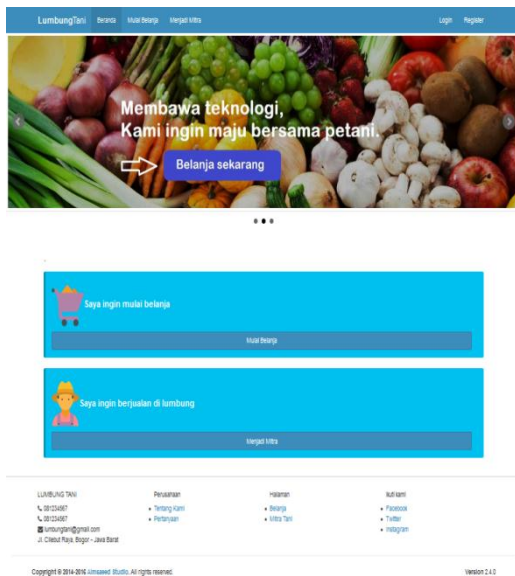 LumbungTani Beranda Mulai Belanja Menjadi Mitra Login Register
Membawa teknologi,
Kami ingin maju bersama petani.
Belanja sekarang
Saya ingin mulai belanja
Mulai Belanja
Saya ingin berjualan di lumbung
Menjadi Mitra
LUMBUNG TANI
081234567
081234567
lumbungtani@gmail.com
Jl. Cilebut Raya, Bogor - Jawa Barat
Perusahaan
Tentang Kami
Pertanyaan
Halaman
Belanja
Mitra Tani
Ikuti kami
Facebook
Twitter
Instagram
Copyright © 2014-2016 Almsaeed Studio. All rights reserved.
Version 2.4.0